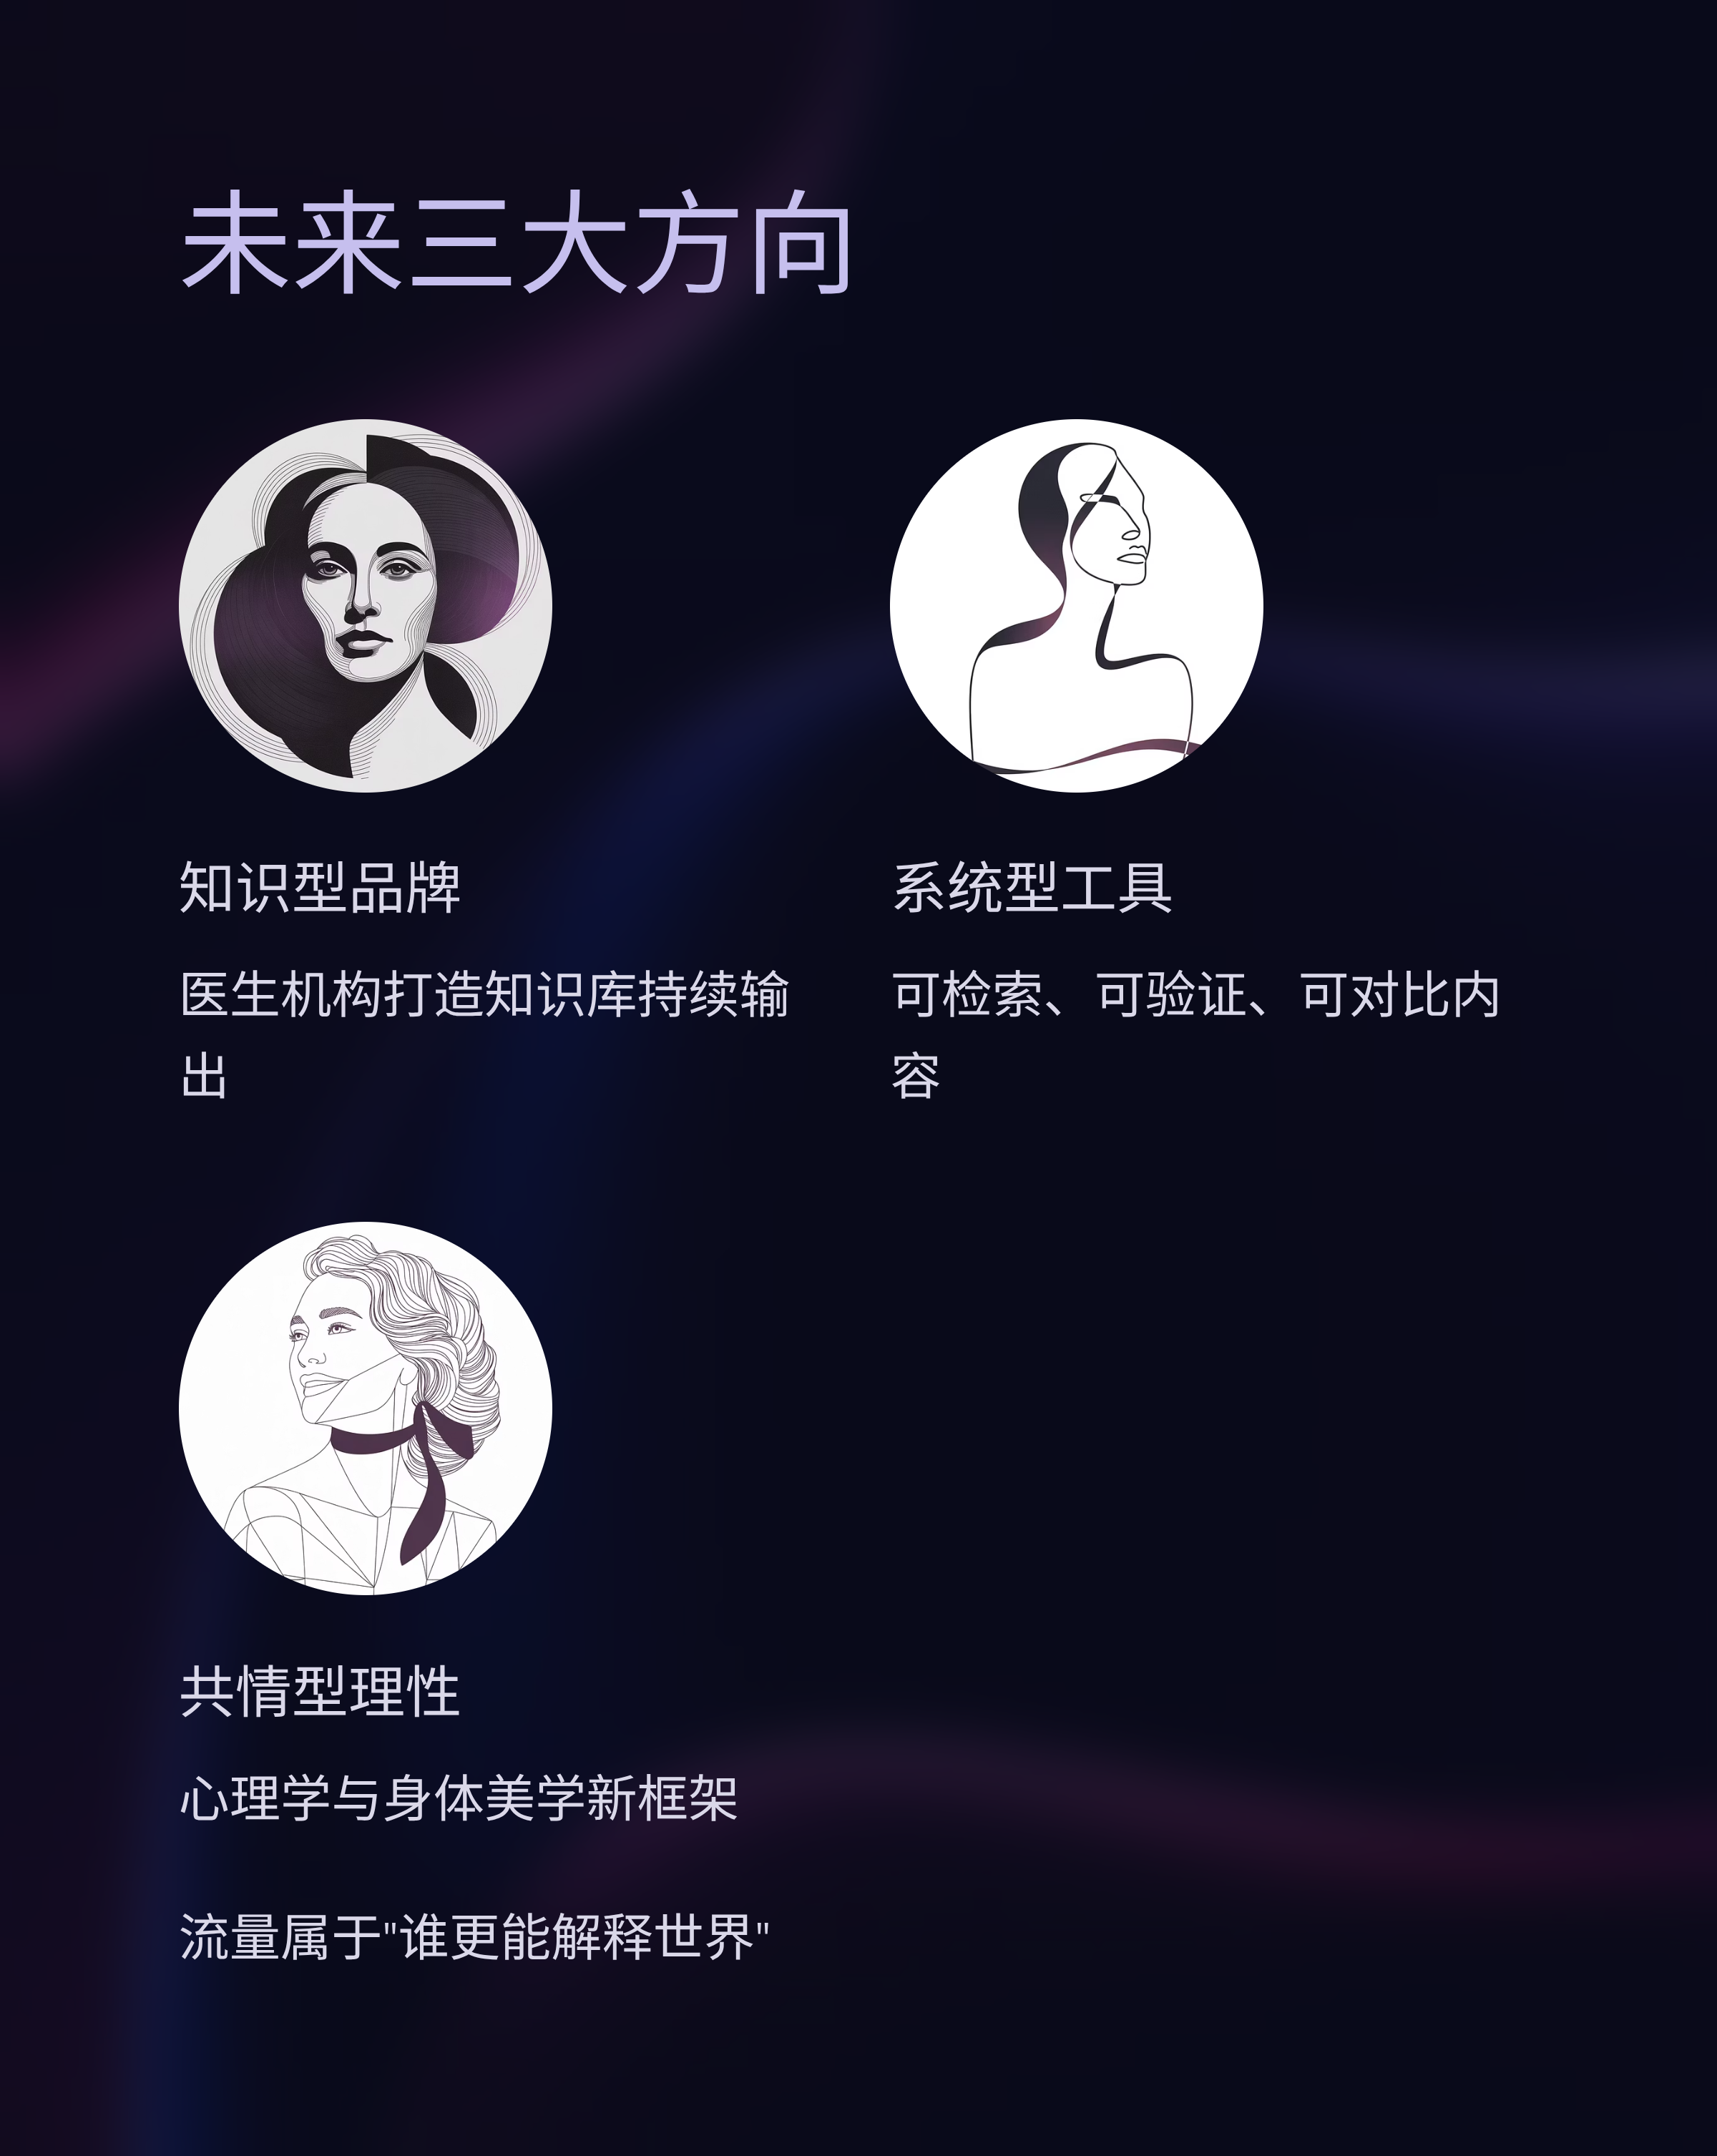 未来三大方向
知识型品牌
医生机构打造知识库持续输
出
系统型工具
可检索、可验证、可对比内
容
共情型理性
心理学与身体美学新框架
流量属于"谁更能解释世界"